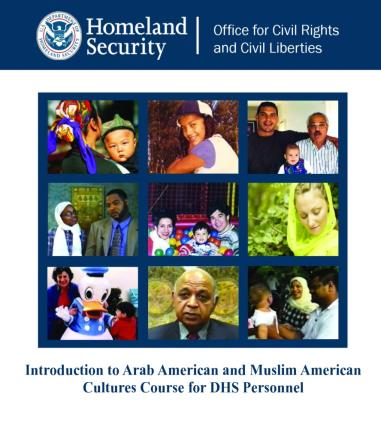 Homeland
Security
Office for Civil Rights
and Civil Liberties
Introduction to Arab American and Muslim American
Cultures Course for DHS Personnel